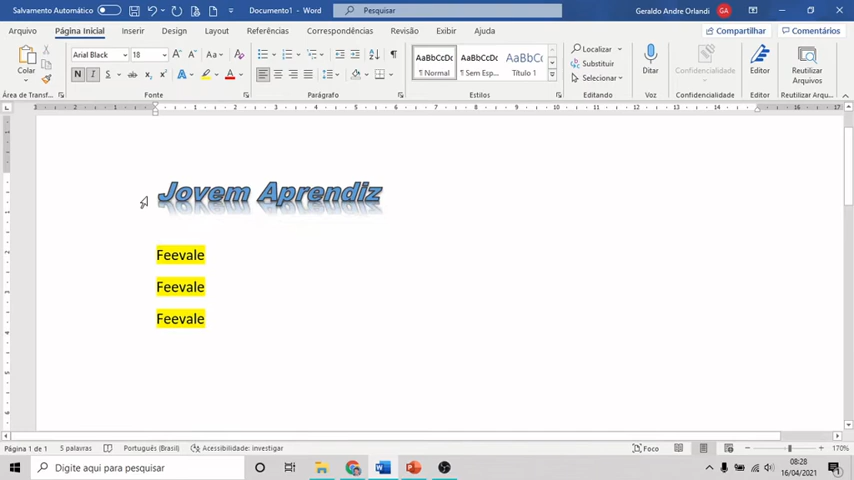 Salvamento Automático
Documento1 - Word
Pesquisar
Geraldo Andre Orlandi
GA
Arquivo
Página Inicial
Inserir
Design
Layout
Referências
Correspondências
Revisão
Exibir
Ajuda
Compartilhar
Comentários
Colar
Arial Black
18
N
I
S
AaBbCcDc
¶ Normal
AaBbCcDc
¶ Sem Esp...
AaBbCc
Título 1
Localizar
Substituir
Selecionar
Ditar
Confidencialidade
Editor
Reutilizar
Arquivos
Área de Transf...
Fonte
Parágrafo
Estilos
Editando
Voz
Confidencialidade
Editor
Reutilizar Arqu...
Jovem Aprendiz
Feevale
Feevale
Feevale
Página 1 de 1
5 palavras
Português (Brasil)
Acessibilidade: investigar
Foco
170%
Digite aqui para pesquisar
08:28
16/04/2021